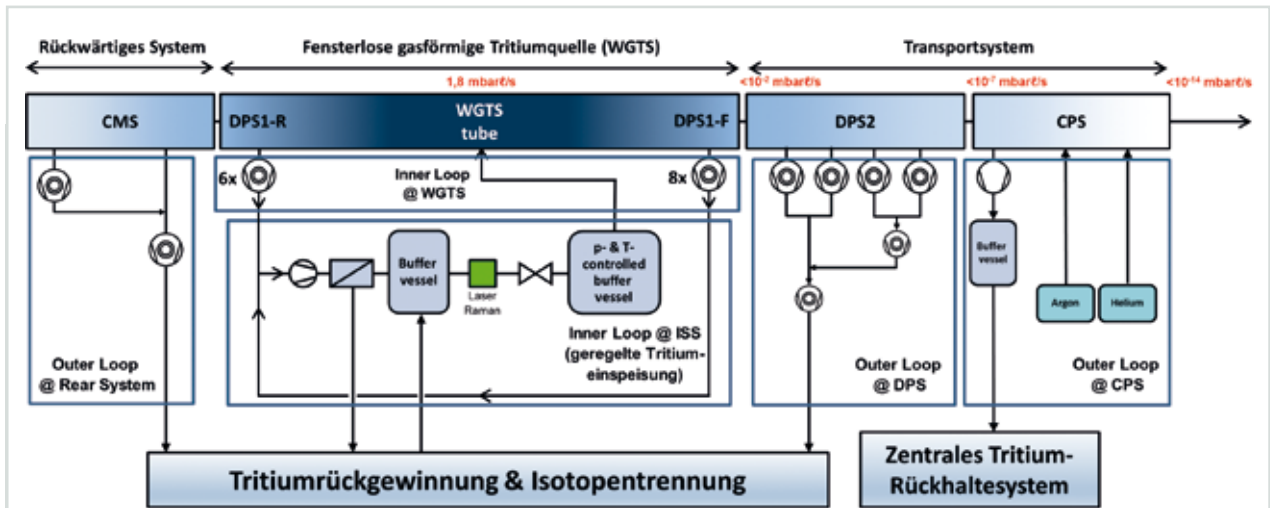 Rückwärtiges System
Fensterlose gasförmige Tritiumquelle (WGTS)
Transportsystem
1,8 mbarℓ/s
<10⁻² mbarℓ/s
<10⁻⁷ mbarℓ/s
<10⁻¹⁴ mbarℓ/s
CMS
DPS1-R
WGTS
tube
DPS1-F
DPS2
CPS
6x
Inner Loop
@ WGTS
8x
Buffer
vessel
Laser
Raman
p- & T-
controlled
buffer
vessel
Buffer
vessel
Argon
Helium
Outer Loop
@ Rear System
Inner Loop @ ISS
(geregelte Tritium-
einspeisung)
Outer Loop
@ DPS
Outer Loop
@ CPS
Tritiumrückgewinnung & Isotopentrennung
Zentrales Tritium-
Rückhaltesystem